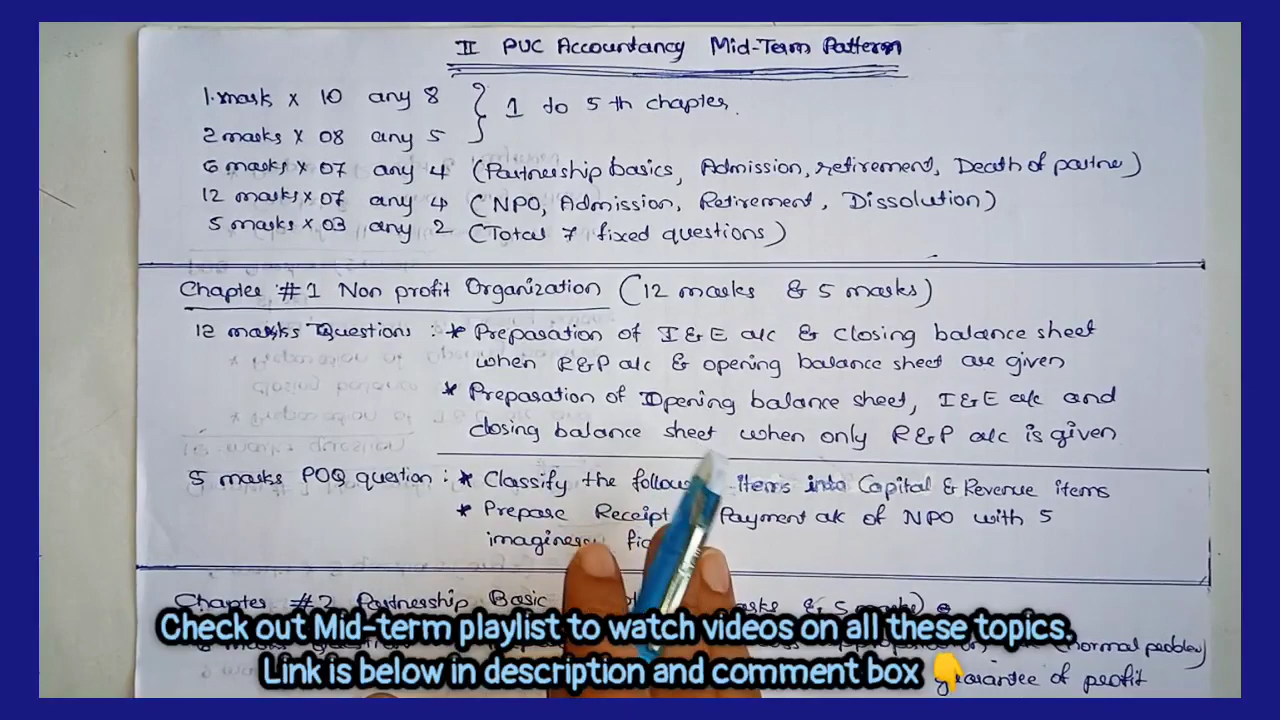 II PUC Accountancy Mid-Term Pattern
1 mark x 10 any 8
1 to 5 th chapter.
2 marks x 08 any 5
6 marks x 07 any 4 (Partnership basics, Admission, retirement, Death of partner)
12 marks x 07 any 4 (NPO, Admission, Retirement, Dissolution)
5 marks x 03 any 2 (Total 7 fixed questions)
Chapter #1 Non profit Organization (12 marks & 5 marks)
12 marks Questions : * Preparation of I&E a/c & closing balance sheet
when R&P a/c & opening balance sheet are given
* Preparation of Opening balance sheet, I&E a/c and
closing balance sheet when only R&P a/c is given
5 marks POQ question : * Classify the items into Capital & Revenue items
* Prepare Receipt Payment a/c of NPO with 5
Chapter #2 Partnership Basic & 5 marks)
Check out Mid-term playlist to watch videos on all these topics.
(normal problem)
Link is below in description and comment box 👇
guarantee of profit